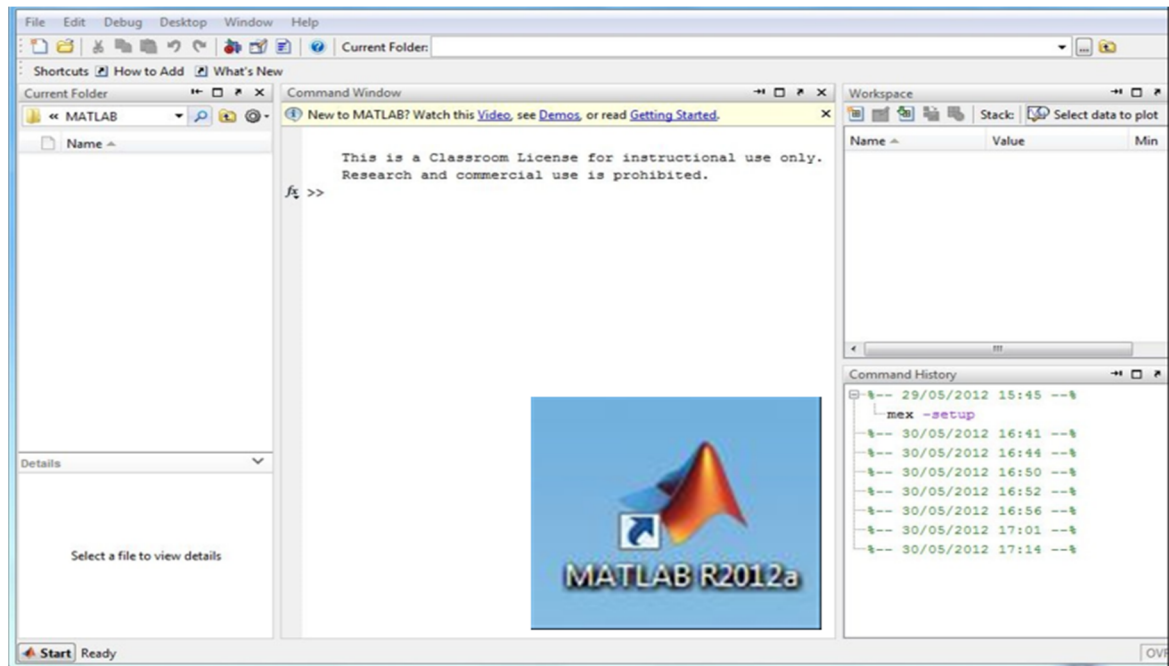 File Edit Debug Desktop Window Help
Current Folder:
Shortcuts How to Add What's New
Current Folder
« MATLAB
Name
Details
Select a file to view details
Command Window
New to MATLAB? Watch this Video, see Demos, or read Getting Started.
This is a Classroom License for instructional use only.
Research and commercial use is prohibited.
fx >>
MATLAB R2012a
Workspace
Stack: Select data to plot
Name Value Min
Command History
%-- 29/05/2012 15:45 --%
mex -setup
%-- 30/05/2012 16:41 --%
%-- 30/05/2012 16:44 --%
%-- 30/05/2012 16:50 --%
%-- 30/05/2012 16:52 --%
%-- 30/05/2012 16:56 --%
%-- 30/05/2012 17:01 --%
%-- 30/05/2012 17:14 --%
Start Ready